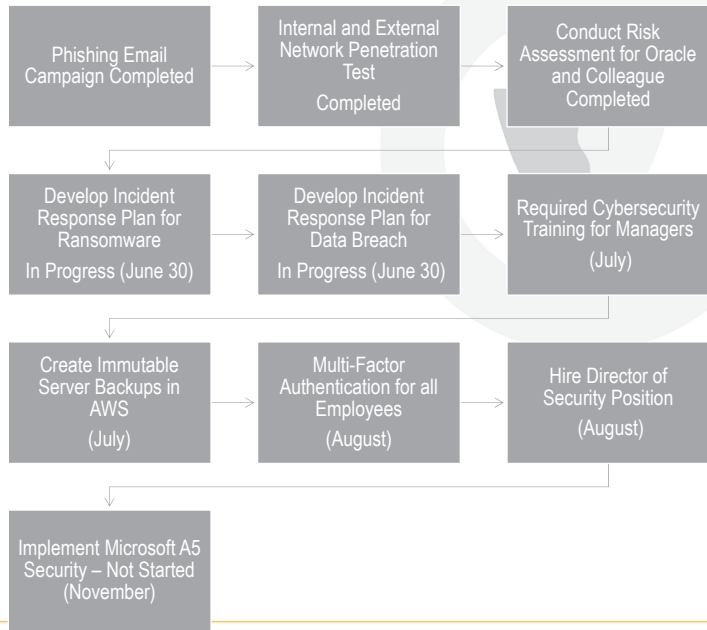 Phishing Email
Campaign Completed
Internal and External
Network Penetration
Test
Completed
Conduct Risk
Assessment for Oracle
and Colleague
Completed
Develop Incident
Response Plan for
Ransomware
In Progress (June 30)
Develop Incident
Response Plan for
Data Breach
In Progress (June 30)
Required Cybersecurity
Training for Managers
(July)
Create Immutable
Server Backups in
AWS
(July)
Multi-Factor
Authentication for all
Employees
(August)
Hire Director of
Security Position
(August)
Implement Microsoft A5
Security – Not Started
(November)